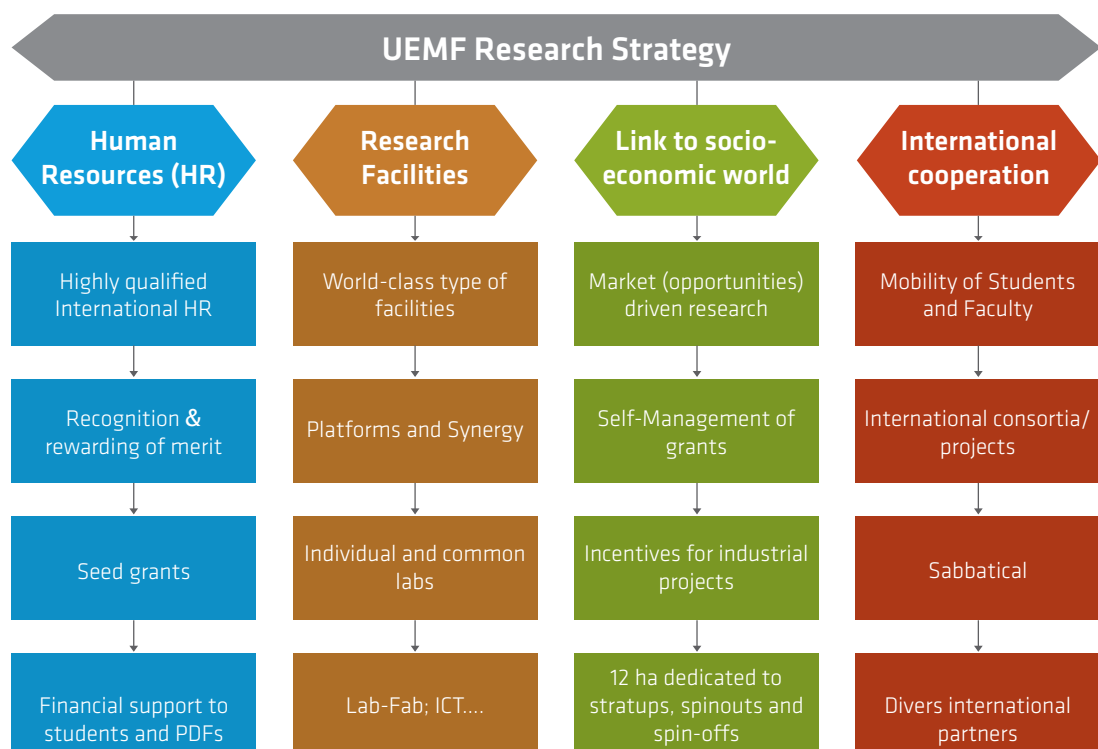 UEMF Research Strategy
Human
Resources (HR)
Research
Facilities
Link to socio-
economic world
International
cooperation
Highly qualified
International HR
World-class type of
facilities
Market (opportunities)
driven research
Mobility of Students
and Faculty
Recognition &
rewarding of merit
Platforms and Synergy
Self-Management of
grants
International consortia/
projects
Seed grants
Individual and common
labs
Incentives for industrial
projects
Sabbatical
Financial support to
students and PDFs
Lab-Fab; ICT....
12 ha dedicated to
stratups, spinouts and
spin-offs
Divers international
partners